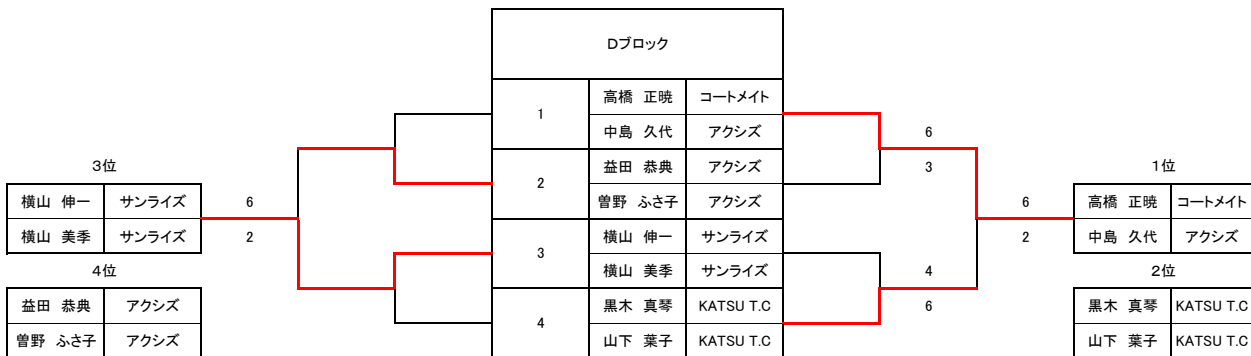 Dブロック
1
高橋 正暁 コートメイト
中島 久代 アクシズ
2
益田 恭典 アクシズ
曽野 ふさ子 アクシズ
3
横山 伸一 サンライズ
横山 美季 サンライズ
4
黒木 真琴 KATSU T.C
山下 葉子 KATSU T.C
3位
横山 伸一 サンライズ
横山 美季 サンライズ
4位
益田 恭典 アクシズ
曽野 ふさ子 アクシズ
6
2
6
3
4
6
6
2
1位
高橋 正暁 コートメイト
中島 久代 アクシズ
2位
黒木 真琴 KATSU T.C
山下 葉子 KATSU T.C